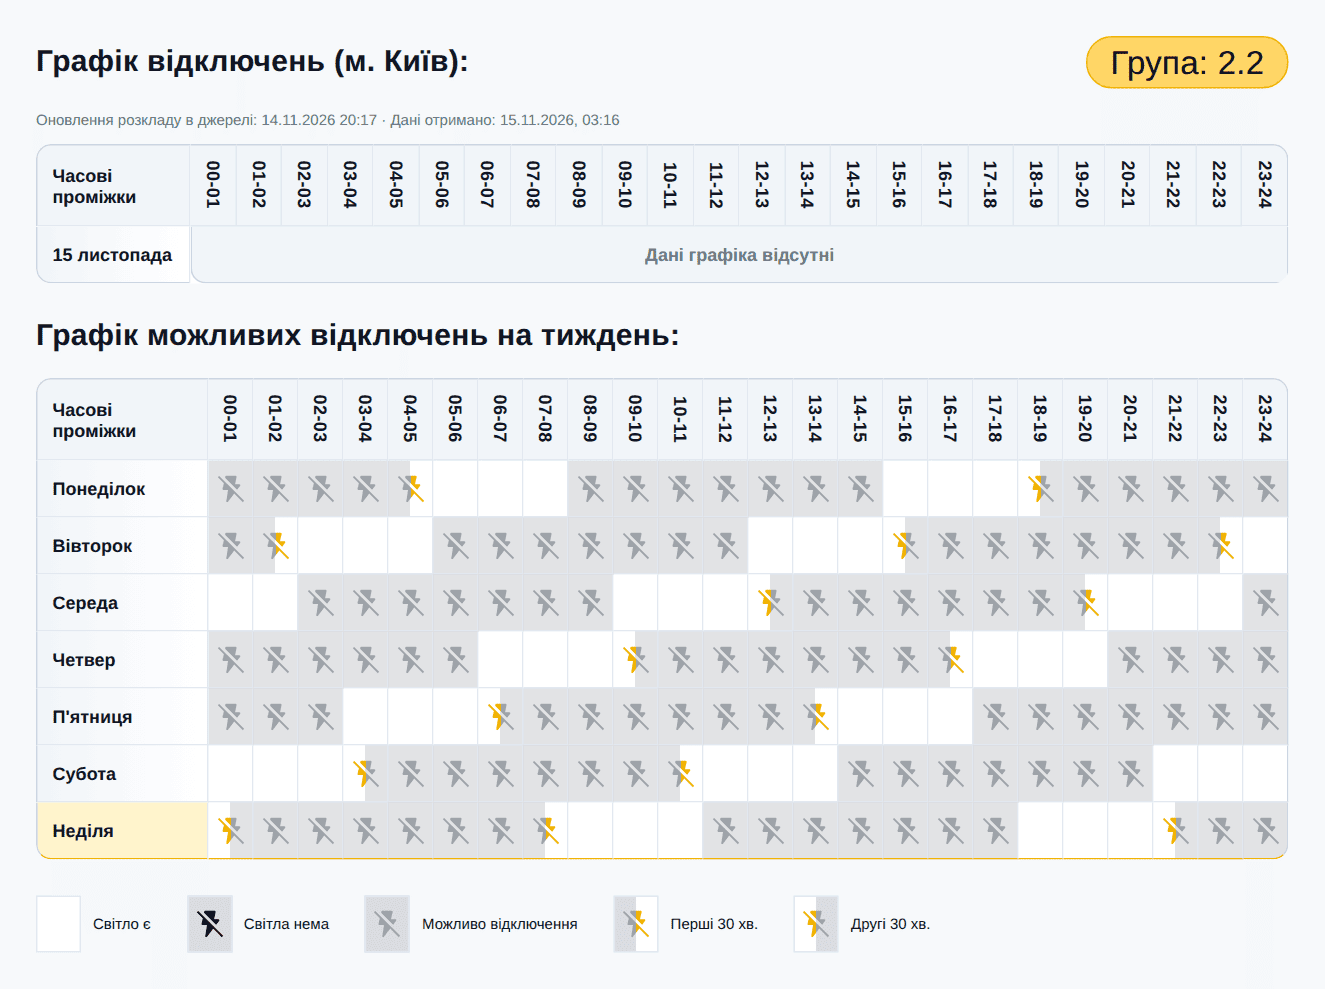 Графік відключень (м. Київ):
Група: 2.2
Оновлення розкладу в джерелі: 14.11.2026 20:17 · Дані отримано: 15.11.2026, 03:16
Часові проміжки 00-01 01-02 02-03 03-04 04-05 05-06 06-07 07-08 08-09 09-10 10-11 11-12 12-13 13-14 14-15 15-16 16-17 17-18 18-19 19-20 20-21 21-22 22-23 23-24
15 листопада Дані графіка відсутні
Графік можливих відключень на тиждень:
Часові проміжки 00-01 01-02 02-03 03-04 04-05 05-06 06-07 07-08 08-09 09-10 10-11 11-12 12-13 13-14 14-15 15-16 16-17 17-18 18-19 19-20 20-21 21-22 22-23 23-24
Понеділок
Вівторок
Середа
Четвер
П'ятниця
Субота
Неділя
Світло є Світла нема Можливо відключення Перші 30 хв. Другі 30 хв.